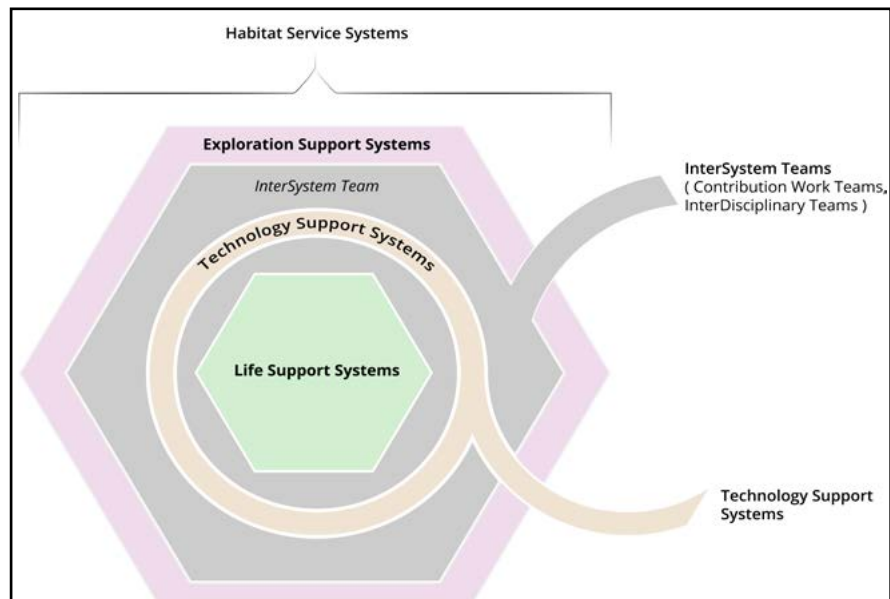 Habitat Service Systems
Exploration Support Systems
InterSystem Team
Technology Support Systems
Life Support Systems
InterSystem Teams
( Contribution Work Teams,
InterDisciplinary Teams )
Technology Support
Systems